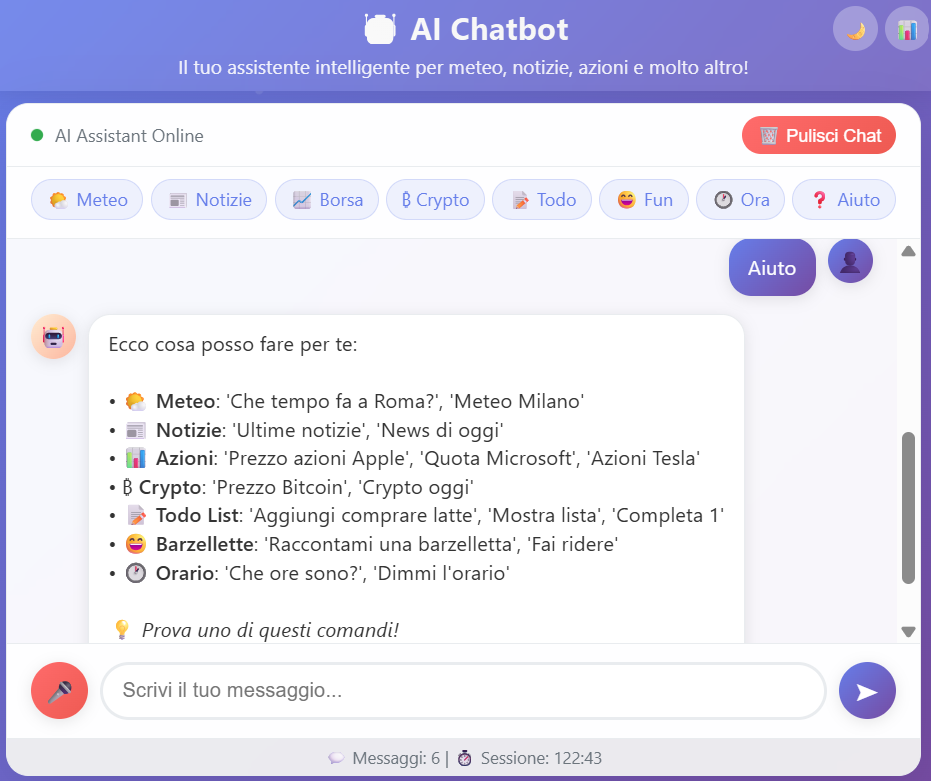 AI Chatbot
Il tuo assistente intelligente per meteo, notizie, azioni e molto altro!
AI Assistant Online
Pulisci Chat
Meteo
Notizie
Borsa
₿ Crypto
Todo
Fun
Ora
Aiuto
Aiuto
Ecco cosa posso fare per te:
• Meteo: 'Che tempo fa a Roma?', 'Meteo Milano'
• Notizie: 'Ultime notizie', 'News di oggi'
• Azioni: 'Prezzo azioni Apple', 'Quota Microsoft', 'Azioni Tesla'
• ₿ Crypto: 'Prezzo Bitcoin', 'Crypto oggi'
• Todo List: 'Aggiungi comprare latte', 'Mostra lista', 'Completa 1'
• Barzellette: 'Raccontami una barzelletta', 'Fai ridere'
• Orario: 'Che ore sono?', 'Dimmi l'orario'
Prova uno di questi comandi!
Scrivi il tuo messaggio...
Messaggi: 6 | Sessione: 122:43